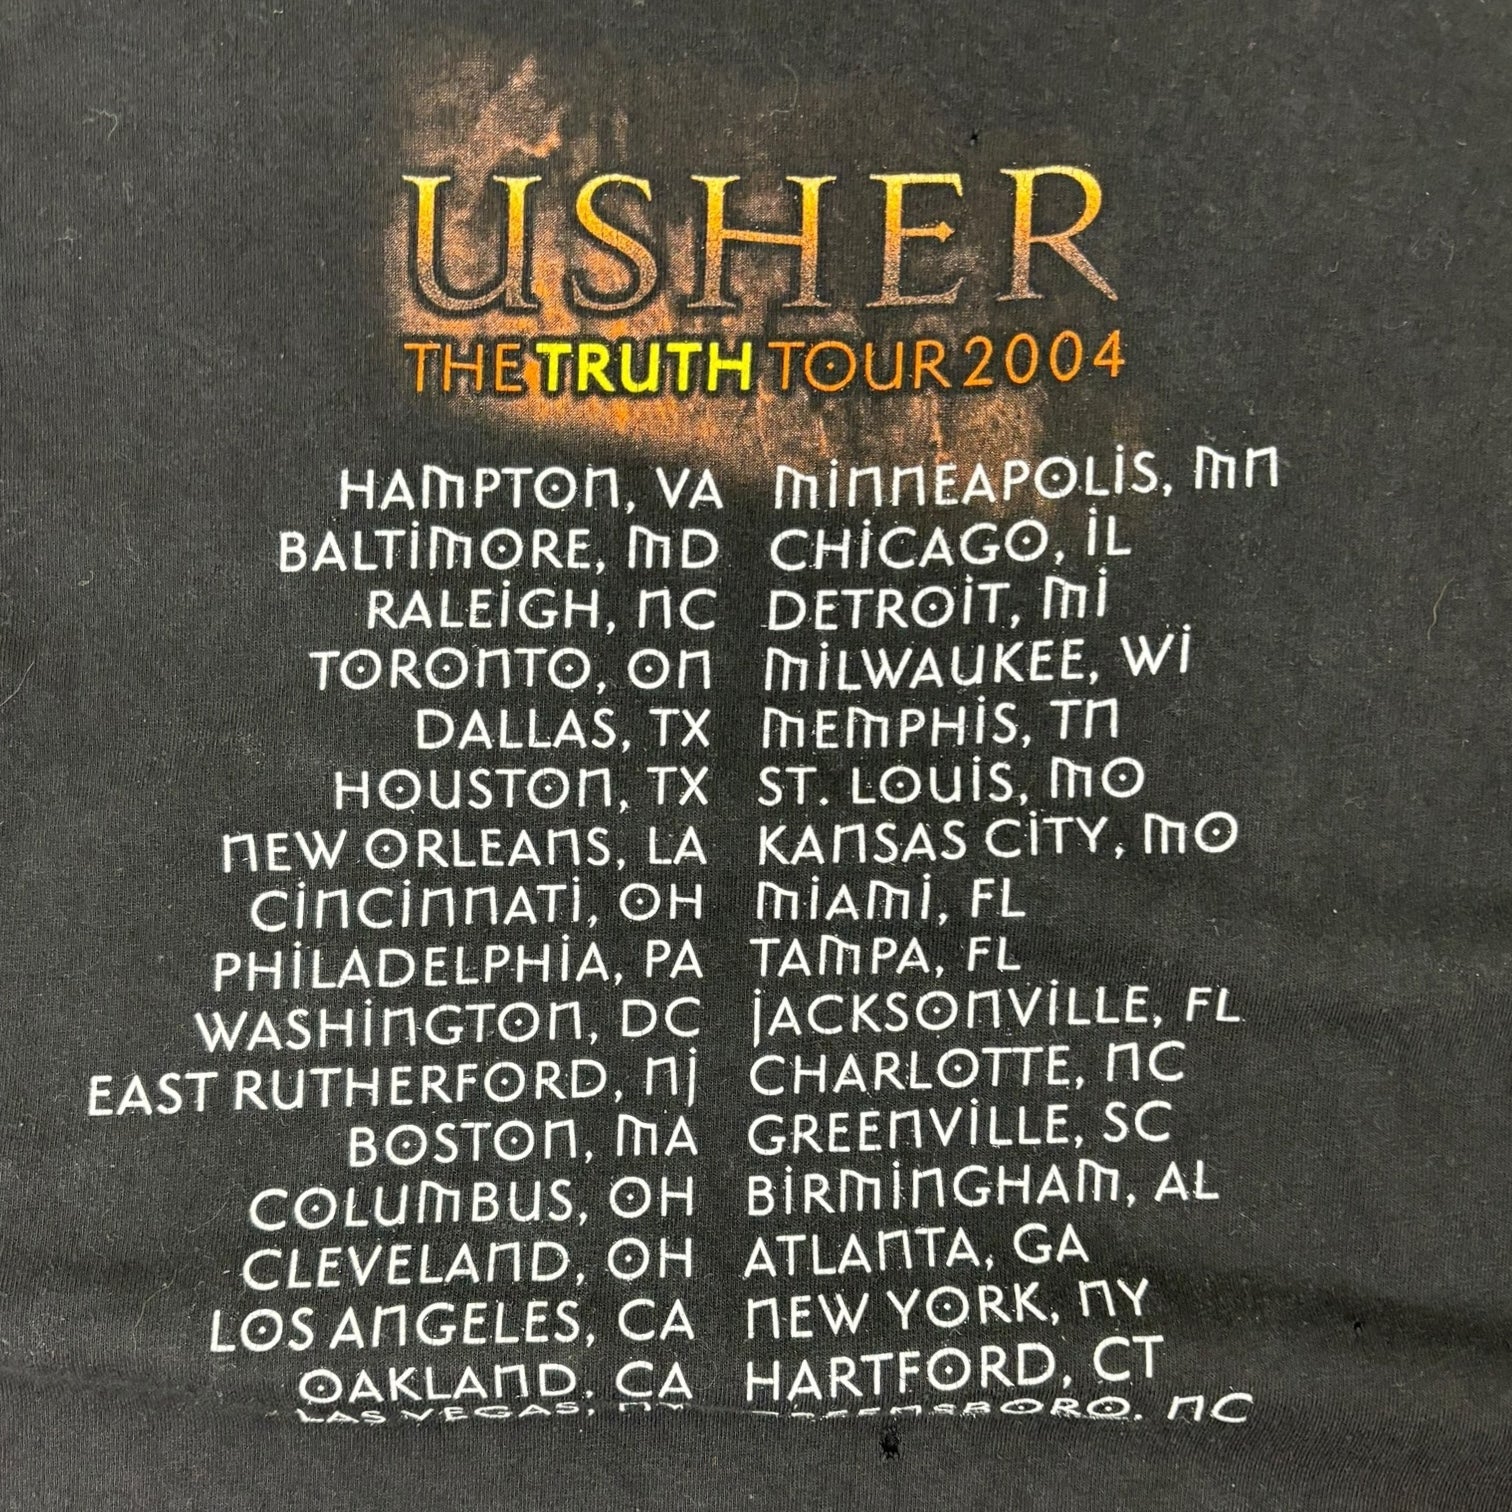 USHER
THE TRUTH TOUR 2004
HAMPTON, VA
BALTIMORE, MD
RALEIGH, NC
TORONTO, ON
DALLAS, TX
HOUSTON, TX
NEW ORLEANS, LA
CINCINNATI, OH
PHILADELPHIA, PA
WASHINGTON, DC
EAST RUTHERFORD, NJ
BOSTON, MA
COLUMBUS, OH
CLEVELAND, OH
LOS ANGELES, CA
OAKLAND, CA
LAS VEGAS,
MINNEAPOLIS, MN
CHICAGO, IL
DETROIT, MI
MILWAUKEE, WI
MEMPHIS, TN
ST. LOUIS, MO
KANSAS CITY, MO
MIAMI, FL
TAMPA, FL
JACKSONVILLE, FL
CHARLOTTE, NC
GREENVILLE, SC
BIRMINGHAM, AL
ATLANTA, GA
NEW YORK, NY
HARTFORD, CT
NC